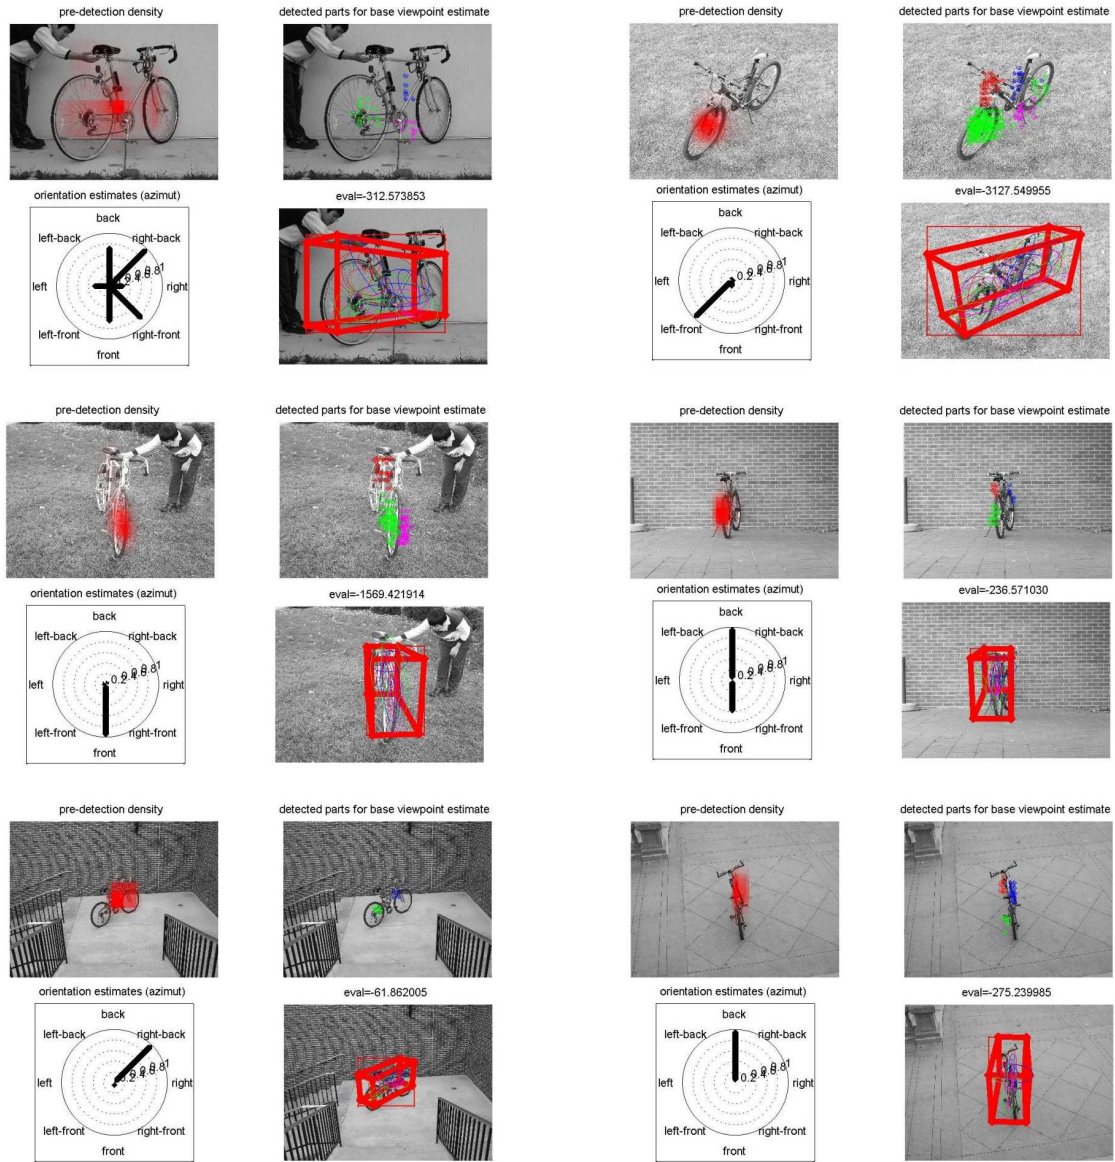 pre-detection density
detected parts for base viewpoint estimate
orientation estimates (azimut)
back
left-back
right-back
left
right
left-front
right-front
front
eval=-312.573853
pre-detection density
detected parts for base viewpoint estimate
orientation estimates (azimut)
back
left-back
right-back
left
right
left-front
right-front
front
eval=-3127.549955
pre-detection density
detected parts for base viewpoint estimate
orientation estimates (azimut)
back
left-back
right-back
left
right
left-front
right-front
front
eval=-1569.421914
pre-detection density
detected parts for base viewpoint estimate
orientation estimates (azimut)
back
left-back
right-back
left
right
left-front
right-front
front
eval=-236.571030
pre-detection density
detected parts for base viewpoint estimate
orientation estimates (azimut)
back
left-back
right-back
left
right
left-front
right-front
front
eval=-61.862005
pre-detection density
detected parts for base viewpoint estimate
orientation estimates (azimut)
back
left-back
right-back
left
right
left-front
right-front
front
eval=-275.239985